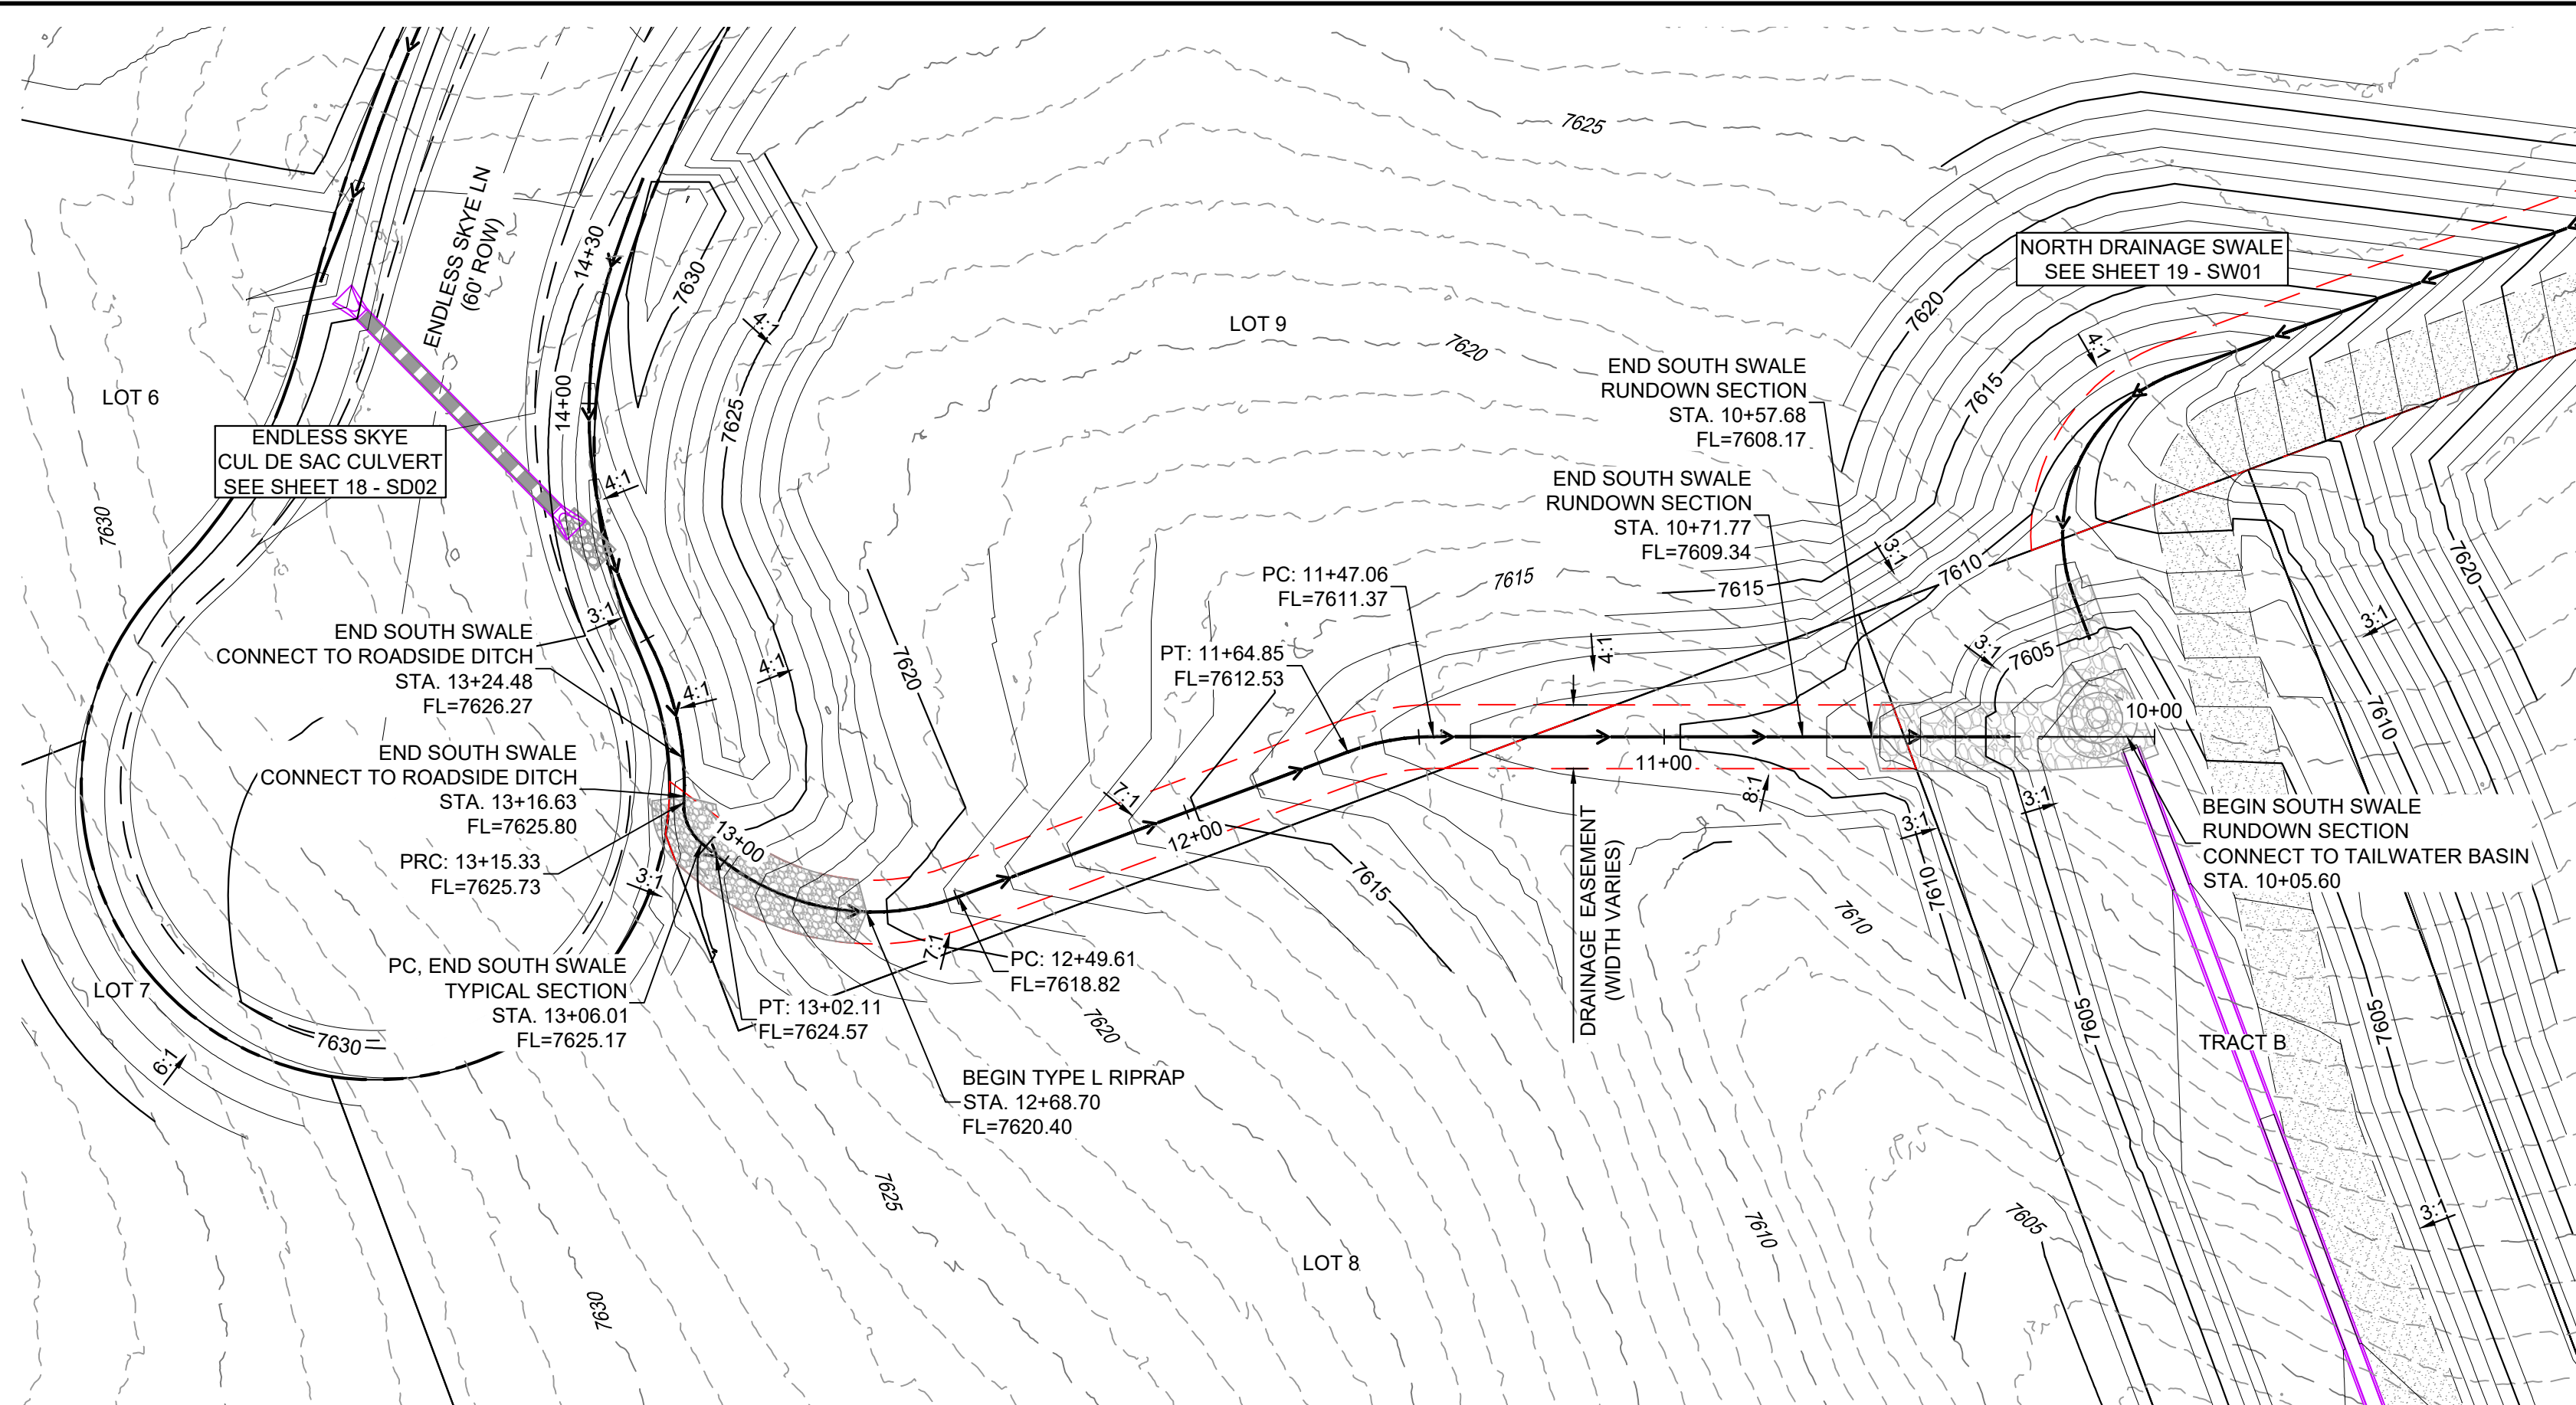 7625
ENDLESS SKYE LN
(60' ROW)
14+30
7630
4:1
NORTH DRAINAGE SWALE
SEE SHEET 19 - SW01
7620
4:1
LOT 9
7620
LOT 6
14+00
7625
END SOUTH SWALE
RUNDOWN SECTION
STA. 10+57.68
FL=7608.17
7615
ENDLESS SKYE
CUL DE SAC CULVERT
SEE SHEET 18 - SD02
4:1
END SOUTH SWALE
RUNDOWN SECTION
STA. 10+71.77
FL=7609.34
7630
3:1
7610
7620
PC: 11+47.06
FL=7611.37
7615
7615
3:1
3:1
END SOUTH SWALE
CONNECT TO ROADSIDE DITCH
STA. 13+24.48
FL=7626.27
4:1
4:1
7620
PT: 11+64.85
FL=7612.53
4:1
3:1
7605
10+00
7610
END SOUTH SWALE
CONNECT TO ROADSIDE DITCH
STA. 13+16.63
FL=7625.80
11+00
7:1
8:1
3:1
3:1
13+00
12+00
BEGIN SOUTH SWALE
RUNDOWN SECTION
CONNECT TO TAILWATER BASIN
STA. 10+05.60
PRC: 13+15.33
FL=7625.73
3:1
7615
DRAINAGE EASEMENT
(WIDTH VARIES)
7610
7610
7:1
PC: 12+49.61
FL=7618.82
PC, END SOUTH SWALE
TYPICAL SECTION
STA. 13+06.01
FL=7625.17
LOT 7
PT: 13+02.11
FL=7624.57
7620
7605
7605
TRACT B
7630
6:1
BEGIN TYPE L RIPRAP
STA. 12+68.70
FL=7620.40
7625
7610
7605
3:1
LOT 8
7630